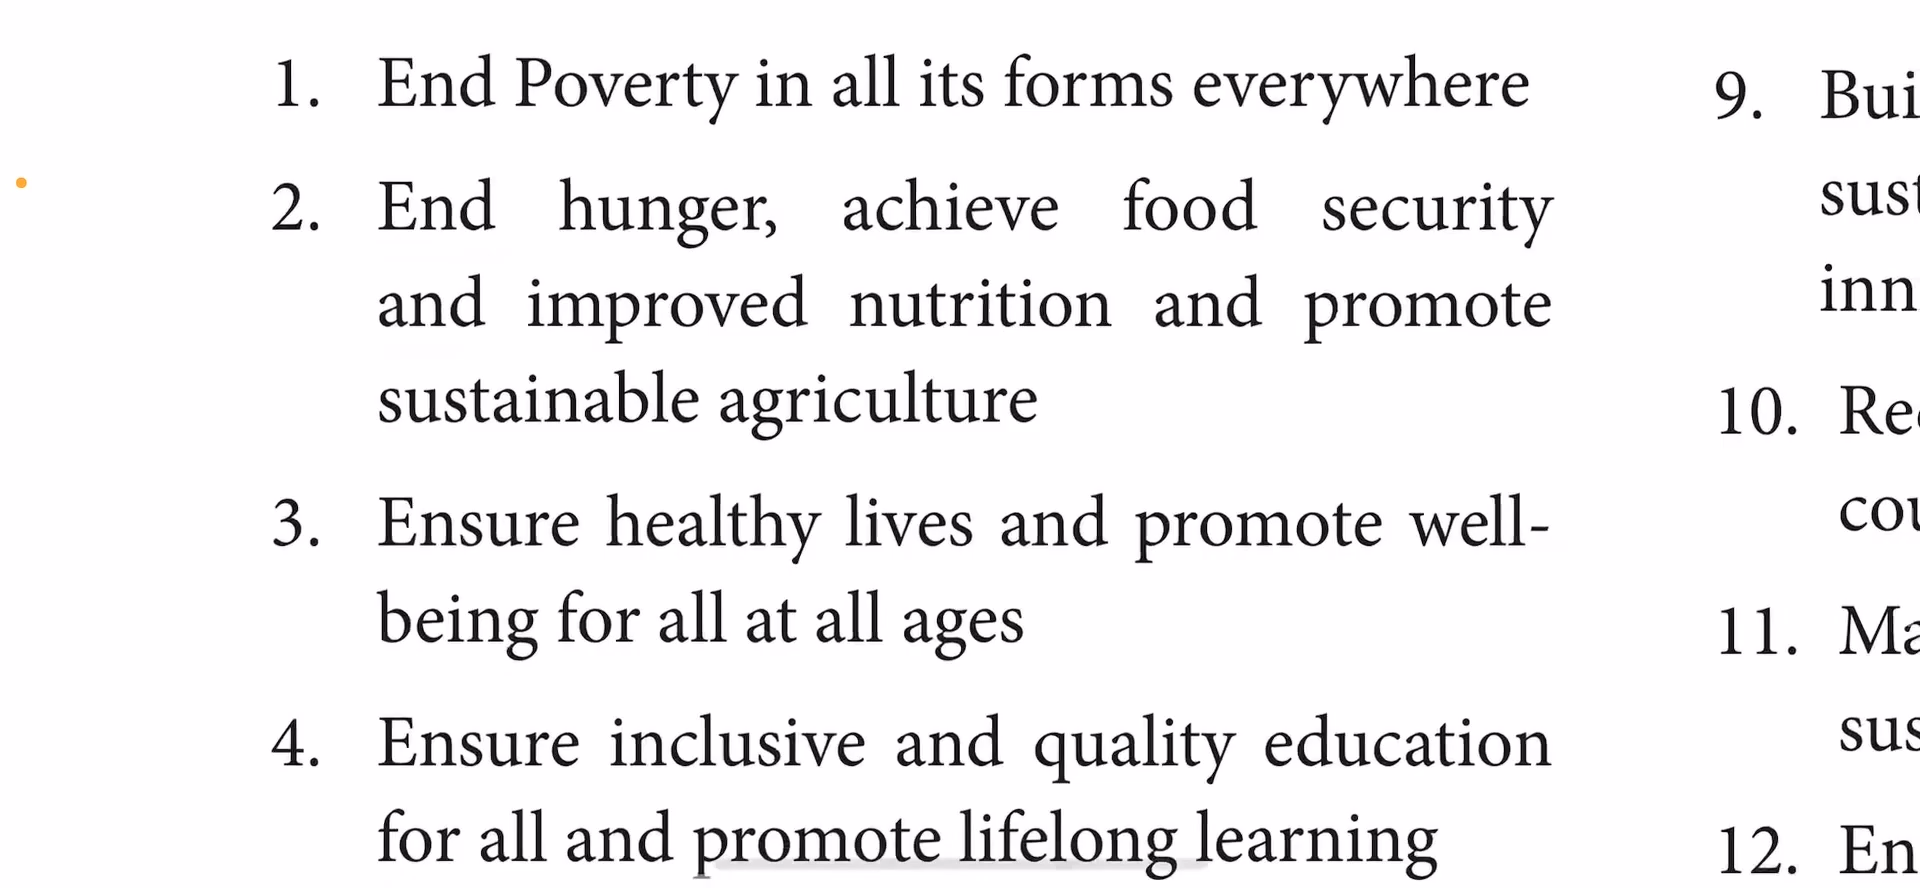 1. End Poverty in all its forms everywhere
2. End hunger, achieve food security
and improved nutrition and promote
sustainable agriculture
3. Ensure healthy lives and promote well-
being for all at all ages
4. Ensure inclusive and quality education
for all and promote lifelong learning
9.
10.
11.
12.